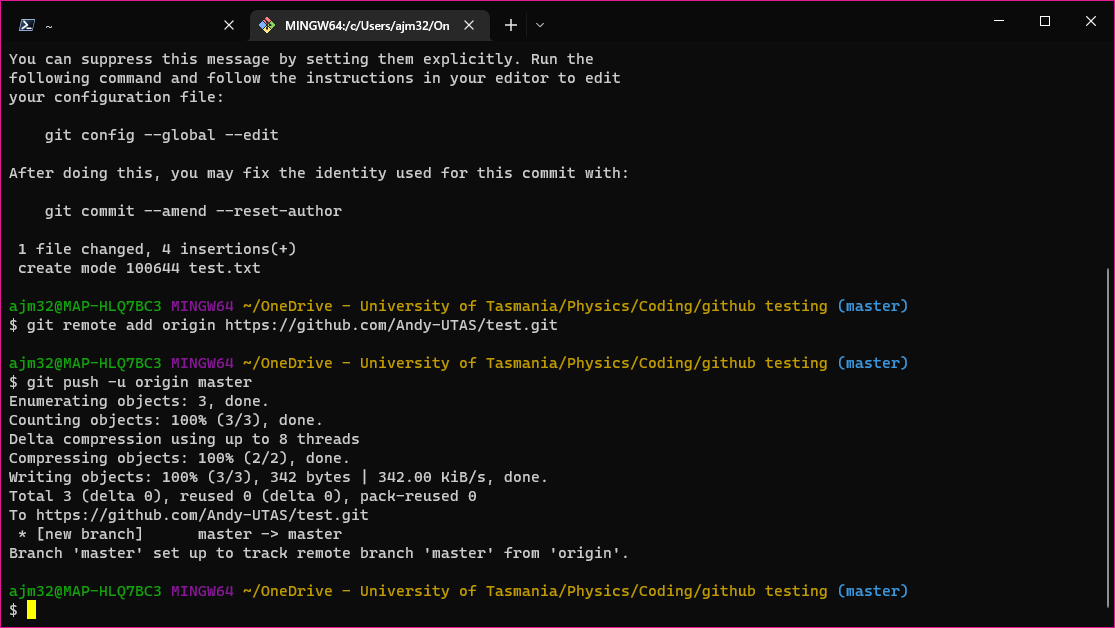 ~
MINGW64:/c/Users/ajm32/On
You can suppress this message by setting them explicitly. Run the
following command and follow the instructions in your editor to edit
your configuration file:
git config --global --edit
After doing this, you may fix the identity used for this commit with:
git commit --amend --reset-author
1 file changed, 4 insertions(+)
create mode 100644 test.txt
ajm32@MAP-HLQ7BC3 MINGW64 ~/OneDrive - University of Tasmania/Physics/Coding/github testing (master)
$ git remote add origin https://github.com/Andy-UTAS/test.git
ajm32@MAP-HLQ7BC3 MINGW64 ~/OneDrive - University of Tasmania/Physics/Coding/github testing (master)
$ git push -u origin master
Enumerating objects: 3, done.
Counting objects: 100% (3/3), done.
Delta compression using up to 8 threads
Compressing objects: 100% (2/2), done.
Writing objects: 100% (3/3), 342 bytes | 342.00 KiB/s, done.
Total 3 (delta 0), reused 0 (delta 0), pack-reused 0
To https://github.com/Andy-UTAS/test.git
* [new branch]      master -> master
Branch 'master' set up to track remote branch 'master' from 'origin'.
ajm32@MAP-HLQ7BC3 MINGW64 ~/OneDrive - University of Tasmania/Physics/Coding/github testing (master)
$